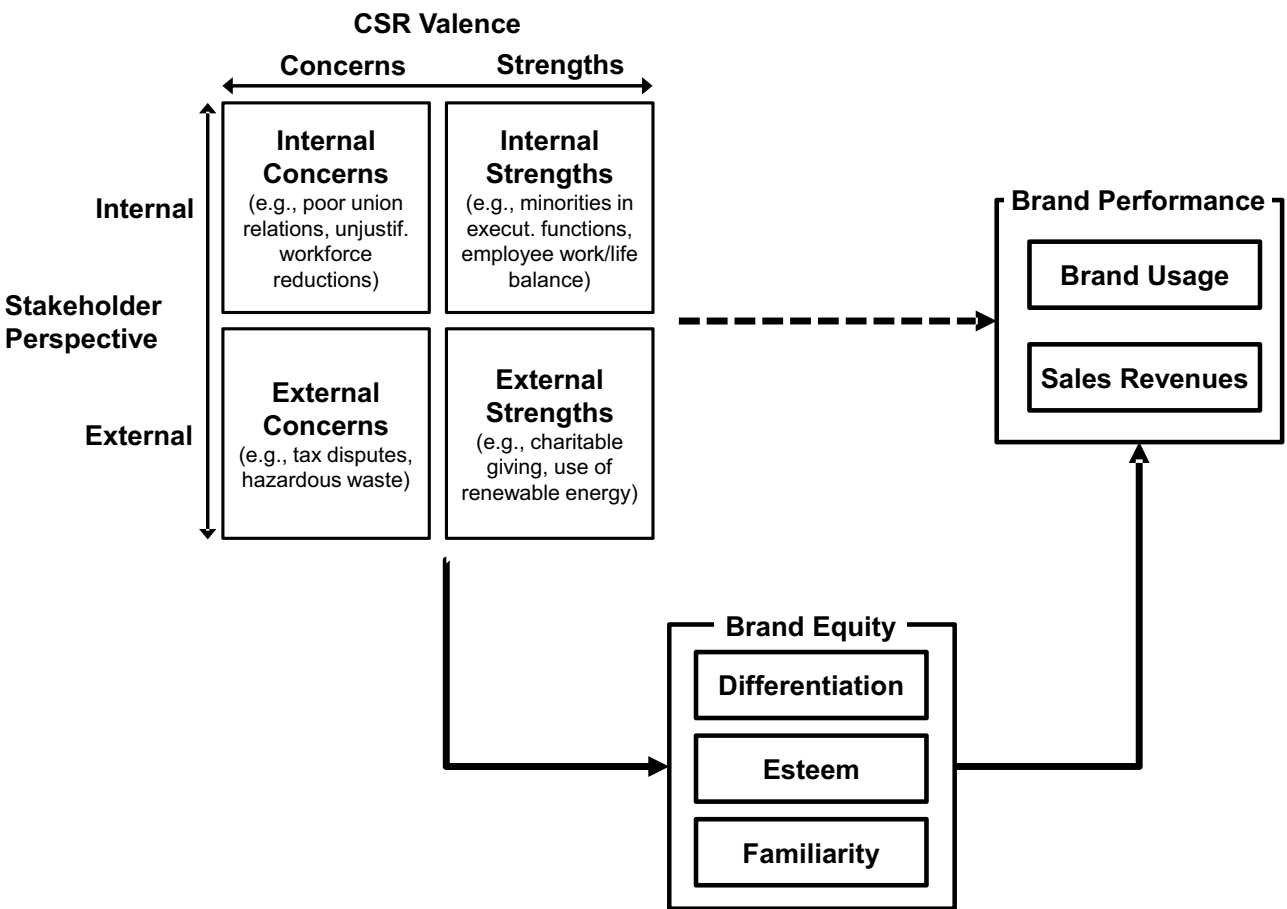 CSR Valence
Concerns
Strengths
Internal
Concerns
(e.g., poor union
relations, unjustif.
workforce
reductions)
Internal
Strengths
(e.g., minorities in
execut. functions,
employee work/life
balance)
Internal
Stakeholder
Perspective
External
External
Concerns
(e.g., tax disputes,
hazardous waste)
External
Strengths
(e.g., charitable
giving, use of
renewable energy)
Brand Performance
Brand Usage
Sales Revenues
Brand Equity
Differentiation
Esteem
Familiarity